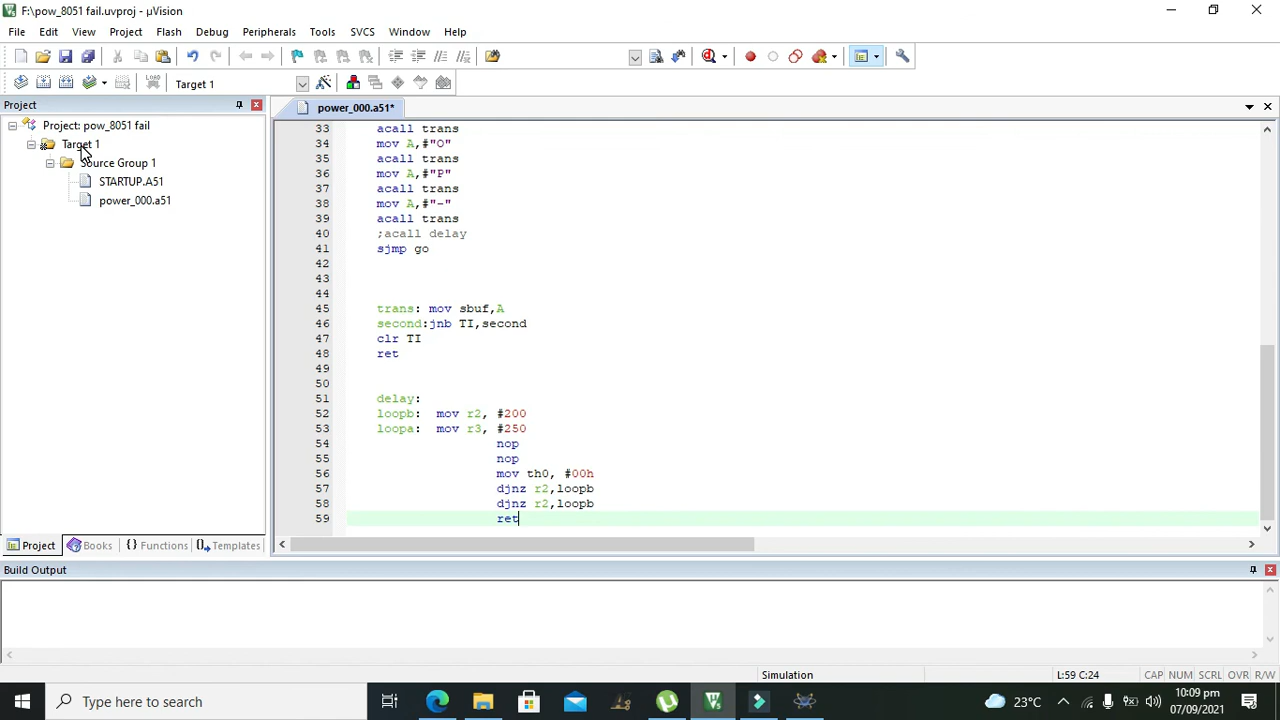 F:\pow_8051 fail.uvproj - µVision
File Edit View Project Flash Debug Peripherals Tools SVCS Window Help
LOAD Target 1
Project
Project: pow_8051 fail
Target 1
Source Group 1
STARTUP.A51
power_000.a51
Project Books {} Functions 0→ Templates
power_000.a51*
33 acall trans
34 mov A,#"O"
35 acall trans
36 mov A,#"P"
37 acall trans
38 mov A,#"-"
39 acall trans
40 ;acall delay
41 sjmp go
42
43
44
45 trans: mov sbuf,A
46 second:jnb TI,second
47 clr TI
48 ret
49
50
51 delay:
52 loopb: mov r2, #200
53 loopa: mov r3, #250
54 nop
55 nop
56 mov th0, #00h
57 djnz r2,loopb
58 djnz r2,loopb
59 ret
Build Output
Simulation L:59 C:24 CAP NUM SCRL OVR R/W
Type here to search
23°C
10:09 pm
07/09/2021